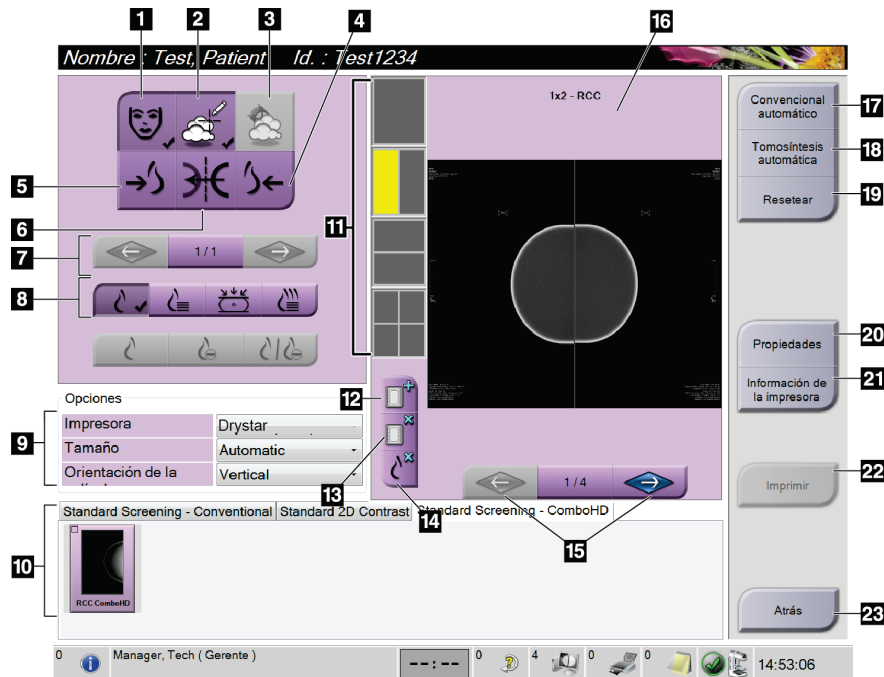 1
2
3
4
16
Nombre : Test, Patient Id. : Test1234
1x2 - RCC
Convencional
automático
17
Tomosíntesis
automática
18
Resetear
19
5
6
11
7
1/1
8
Propiedades
20
Información de
la impresora
21
Opciones
12
9
Impresora
Drystar
Tamaño
Automatic
Orientación de la
Vertical
13
14
1/4
15
Imprimir
22
Standard Screening - Conventional
Standard 2D Contrast
Standard Screening - ComboHD
10
RCC ComboHD
Atrás
23
0
Manager, Tech ( Gerente )
--:--
0
4
0
0
14:53:06